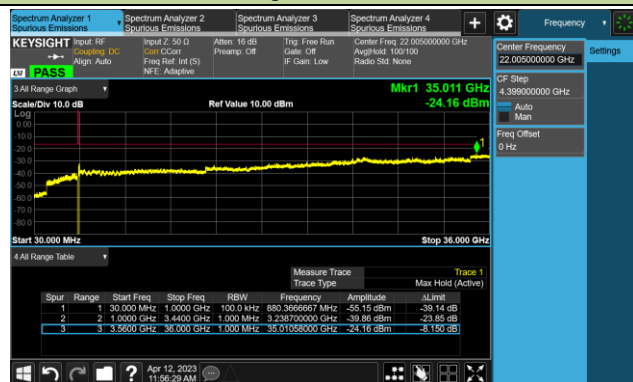 Spectrum Analyzer 1
Spurious Emissions
Spectrum Analyzer 2
Spurious Emissions
Spectrum Analyzer 3
Spurious Emissions
Spectrum Analyzer 4
Spurious Emissions
Frequency
KEYSIGHT
Input: RF
Coupling: DC
Align: Auto
Input Z: 50 Ω
Corr CCorr
Freq Ref: Int (S)
NFE: Adaptive
Atten: 16 dB
Preamp: Off
Trig: Free Run
Gate: Off
IF Gain: Low
Center Freq: 22.005000000 GHz
Avg|Hold: 100/100
Radio Std: None
LXI PASS
Center Frequency
22.005000000 GHz
Settings
CF Step
4.399000000 GHz
Auto
Man
Freq Offset
0 Hz
3 All Range Graph
Scale/Div 10.0 dB
Ref Value 10.00 dBm
Mkr1 35.011 GHz
-24.16 dBm
Log
0.00
-10.0
-20.0
-30.0
-40.0
-50.0
-60.0
-70.0
-80.0
1
Start 30.000 MHz
Stop 36.000 GHz
4 All Range Table
Measure Trace Trace 1
Trace Type Max Hold (Active)
Spur Range Start Freq Stop Freq RBW Frequency Amplitude ΔLimit
1 1 30.000 MHz 1.0000 GHz 100.0 kHz 880.3666667 MHz -55.15 dBm -39.14 dB
2 2 1.0000 GHz 3.4400 GHz 1.000 MHz 3.238700000 GHz -39.86 dBm -23.85 dB
3 3 3.5600 GHz 36.000 GHz 1.000 MHz 35.01058000 GHz -24.16 dBm -8.150 dB
Apr 12, 2023
11:56:29 AM